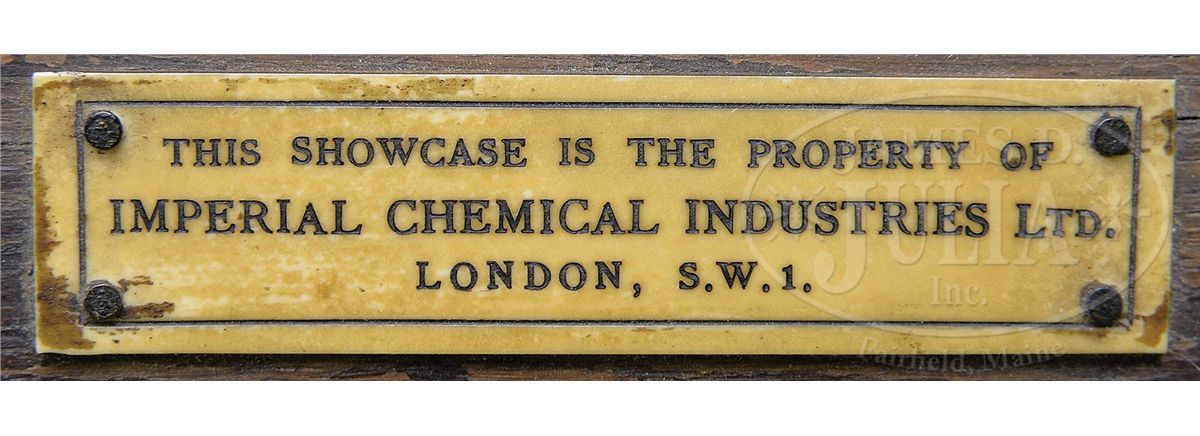 THIS SHOWCASE IS THE PROPERTY OF
IMPERIAL CHEMICAL INDUSTRIES LTD.
LONDON, S.W.1.
JAMES D.
JULIA
Inc.
Fairfield, Maine